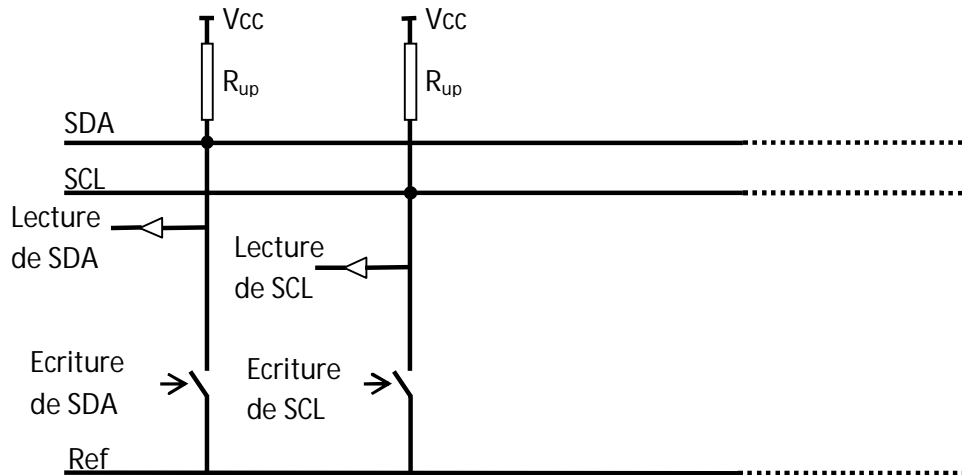 Vcc
Vcc
Rup
Rup
SDA
SCL
Lecture
de SDA
Lecture
de SCL
Ecriture
de SDA
Ecriture
de SCL
Ref